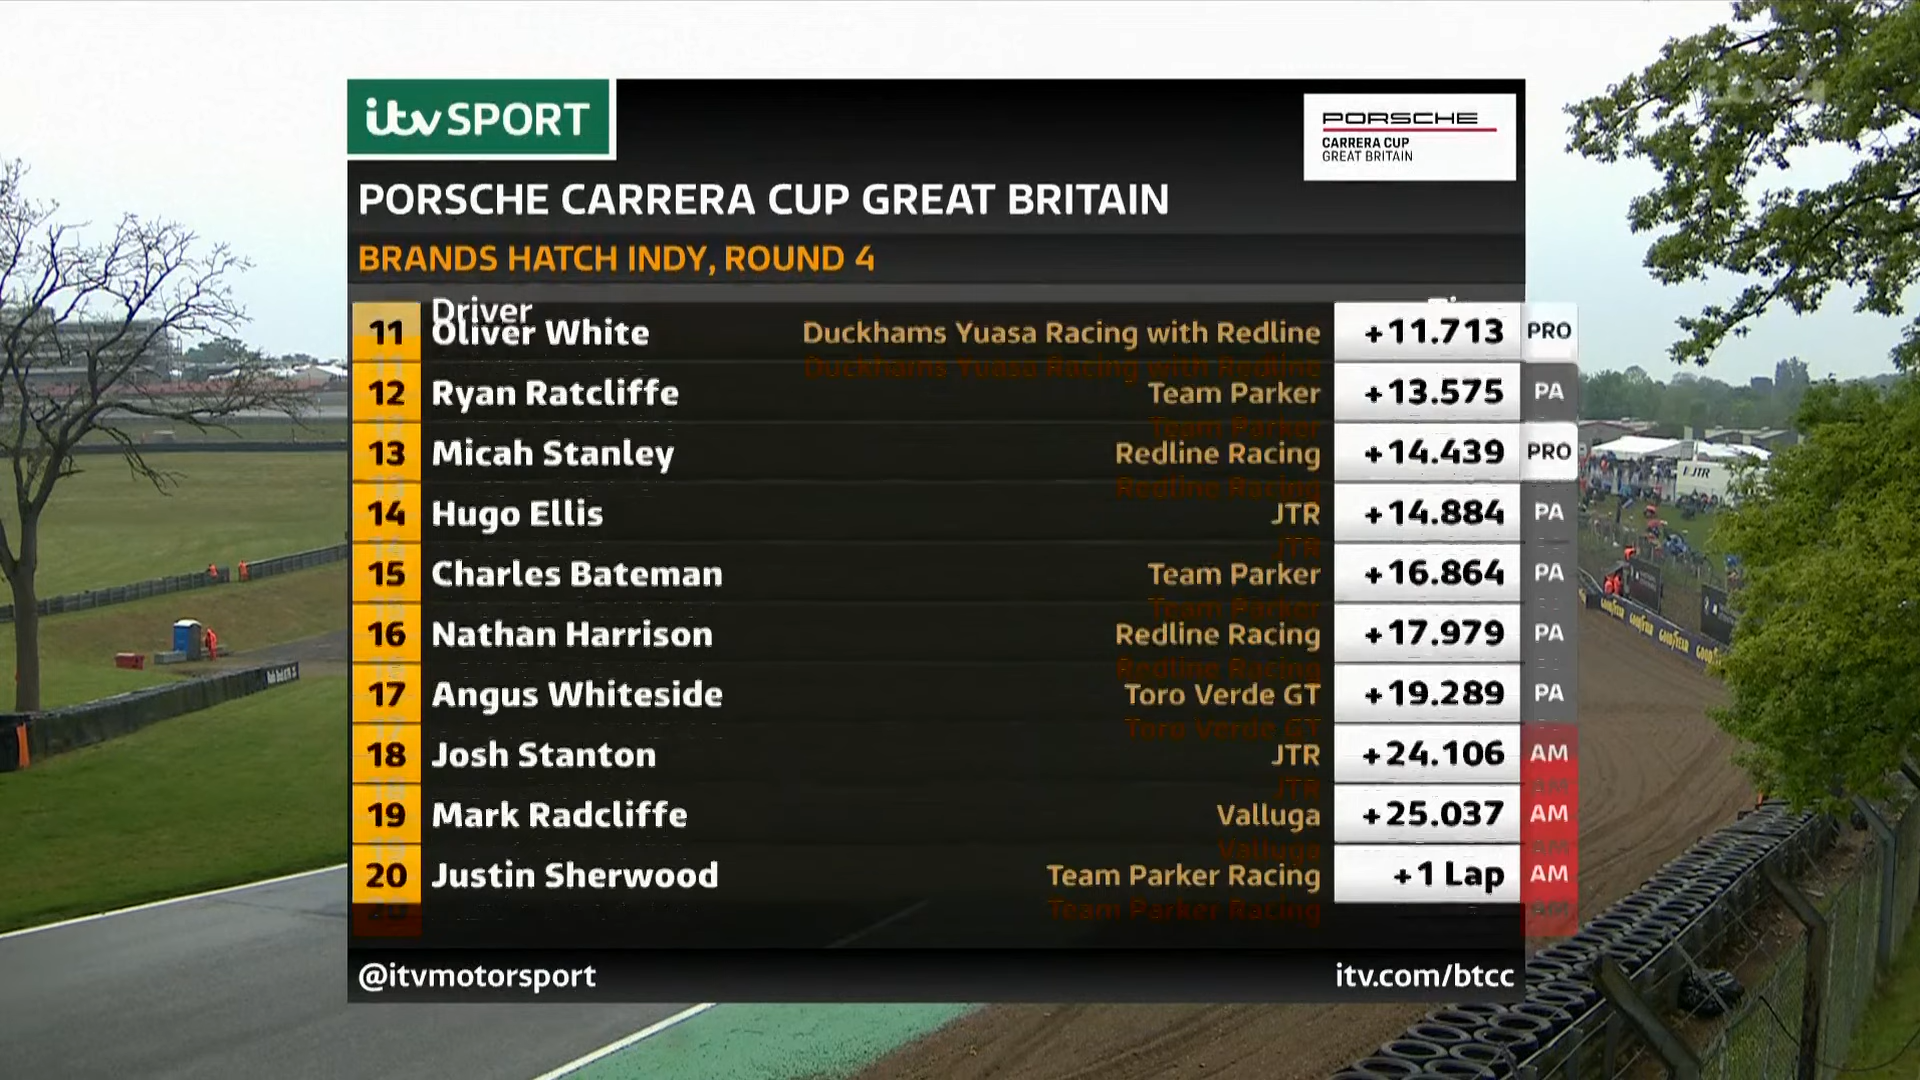 itv SPORT
PORSCHE
CARRERA CUP
GREAT BRITAIN
PORSCHE CARRERA CUP GREAT BRITAIN
BRANDS HATCH INDY, ROUND 4
Driver
11 Oliver White Duckhams Yuasa Racing with Redline +11.713 PRO
12 Ryan Ratcliffe Team Parker +13.575 PA
13 Micah Stanley Redline Racing +14.439 PRO
14 Hugo Ellis JTR +14.884 PA
15 Charles Bateman Team Parker +16.864 PA
16 Nathan Harrison Redline Racing +17.979 PA
17 Angus Whiteside Toro Verde GT +19.289 PA
18 Josh Stanton JTR +24.106 AM
19 Mark Radcliffe Valluga +25.037 AM
20 Justin Sherwood Team Parker Racing +1 Lap AM
@itvmotorsport itv.com/btcc
itv4
JTR
GOODYEAR GOODYEAR GOODYEAR